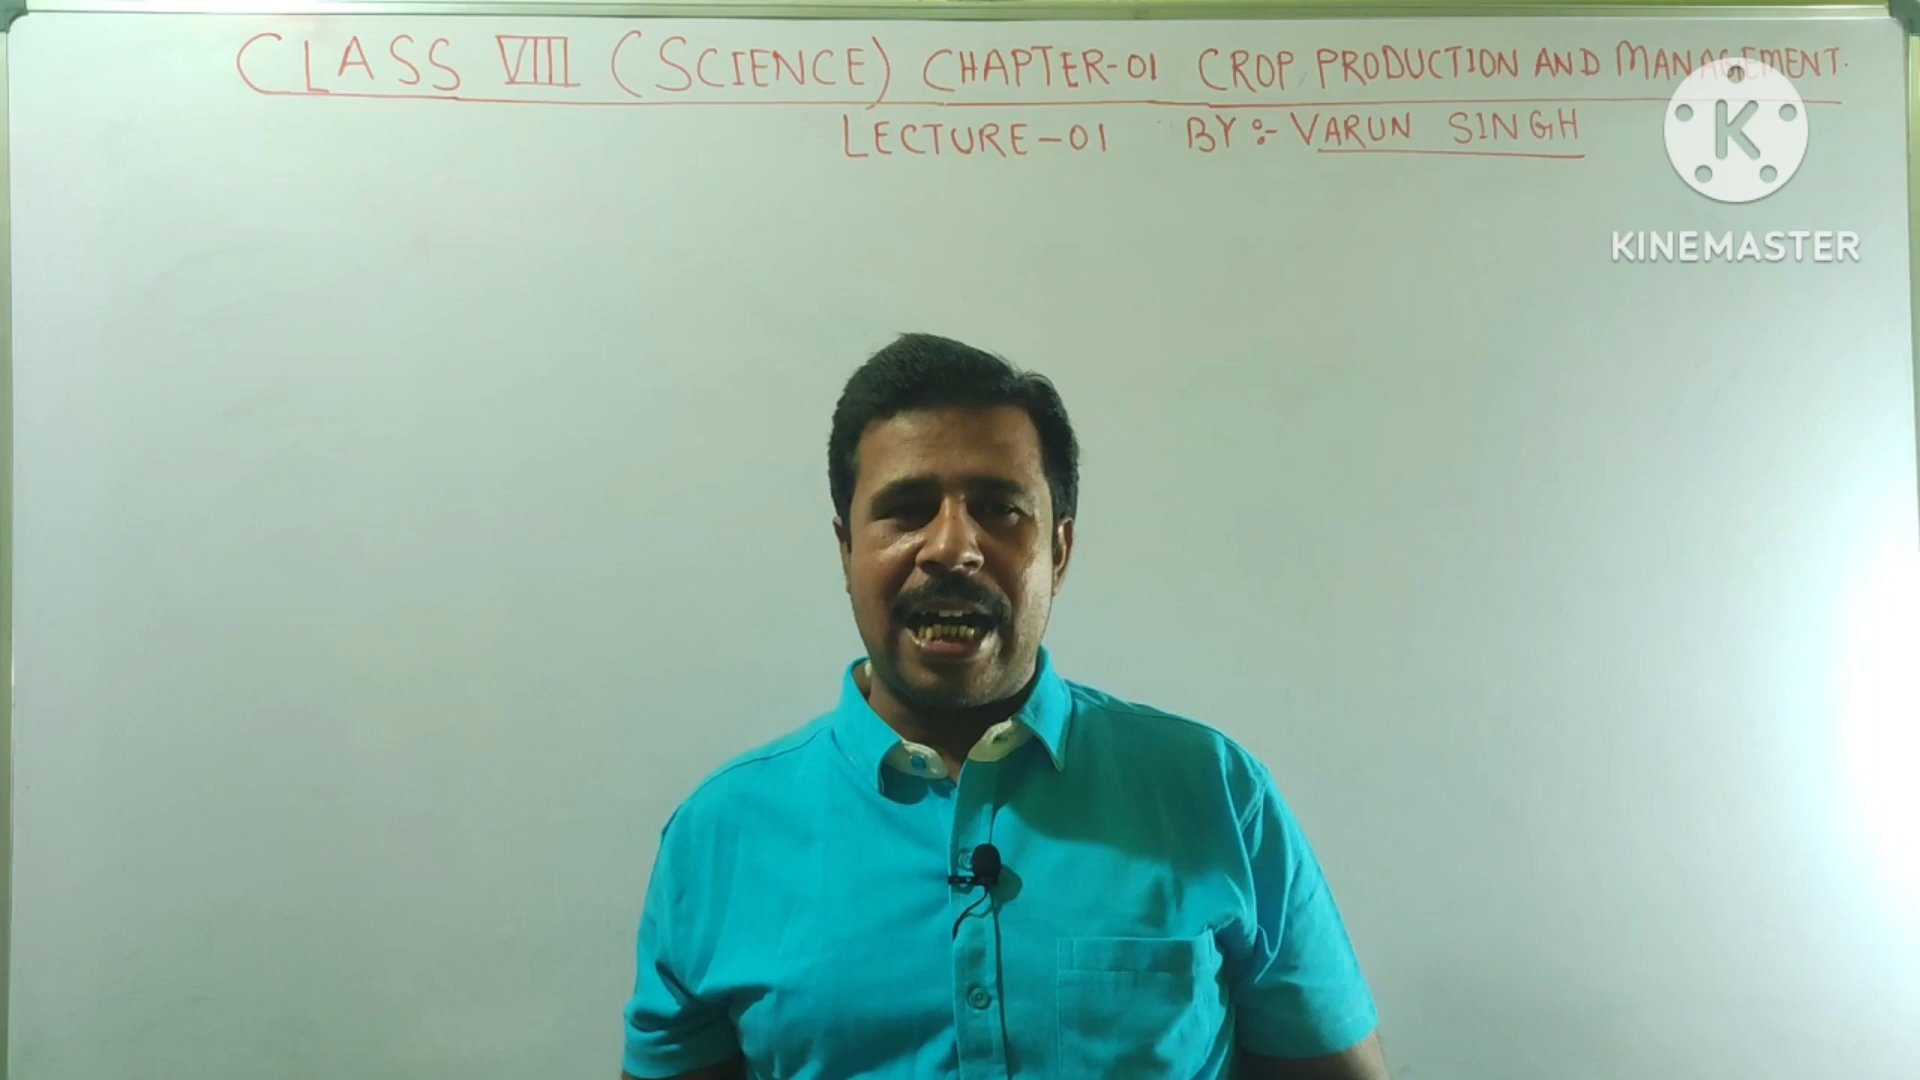 CLASS VIII (SCIENCE) CHAPTER-01 CROP PRODUCTION AND MANAGEMENT.
LECTURE-01 BY:- VARUN SINGH
K
KINEMASTER